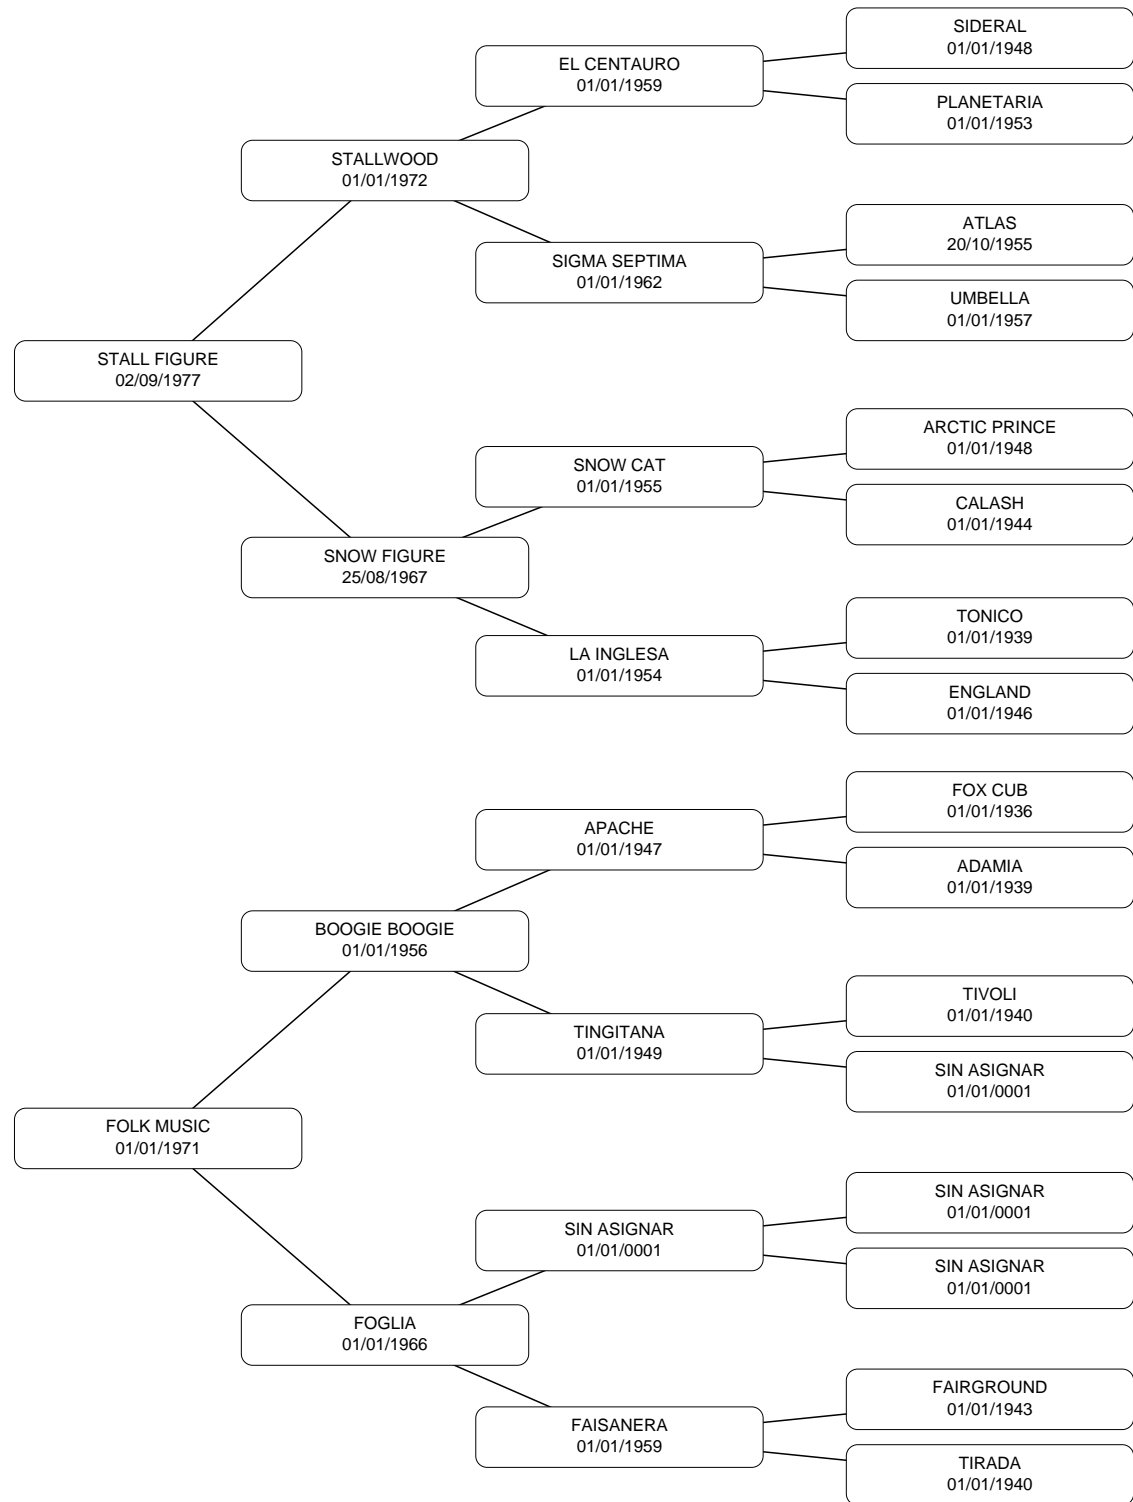 SIDERAL
01/01/1948
EL CENTAURO
01/01/1959
PLANETARIA
01/01/1953
STALLWOOD
01/01/1972
ATLAS
20/10/1955
SIGMA SEPTIMA
01/01/1962
UMBELLA
01/01/1957
STALL FIGURE
02/09/1977
ARCTIC PRINCE
01/01/1948
SNOW CAT
01/01/1955
CALASH
01/01/1944
SNOW FIGURE
25/08/1967
TONICO
01/01/1939
LA INGLESA
01/01/1954
ENGLAND
01/01/1946
FOX CUB
01/01/1936
APACHE
01/01/1947
ADAMIA
01/01/1939
BOOGIE BOOGIE
01/01/1956
TIVOLI
01/01/1940
TINGITANA
01/01/1949
SIN ASIGNAR
01/01/0001
FOLK MUSIC
01/01/1971
SIN ASIGNAR
01/01/0001
SIN ASIGNAR
01/01/0001
SIN ASIGNAR
01/01/0001
FOGLIA
01/01/1966
FAIRGROUND
01/01/1943
FAISANERA
01/01/1959
TIRADA
01/01/1940